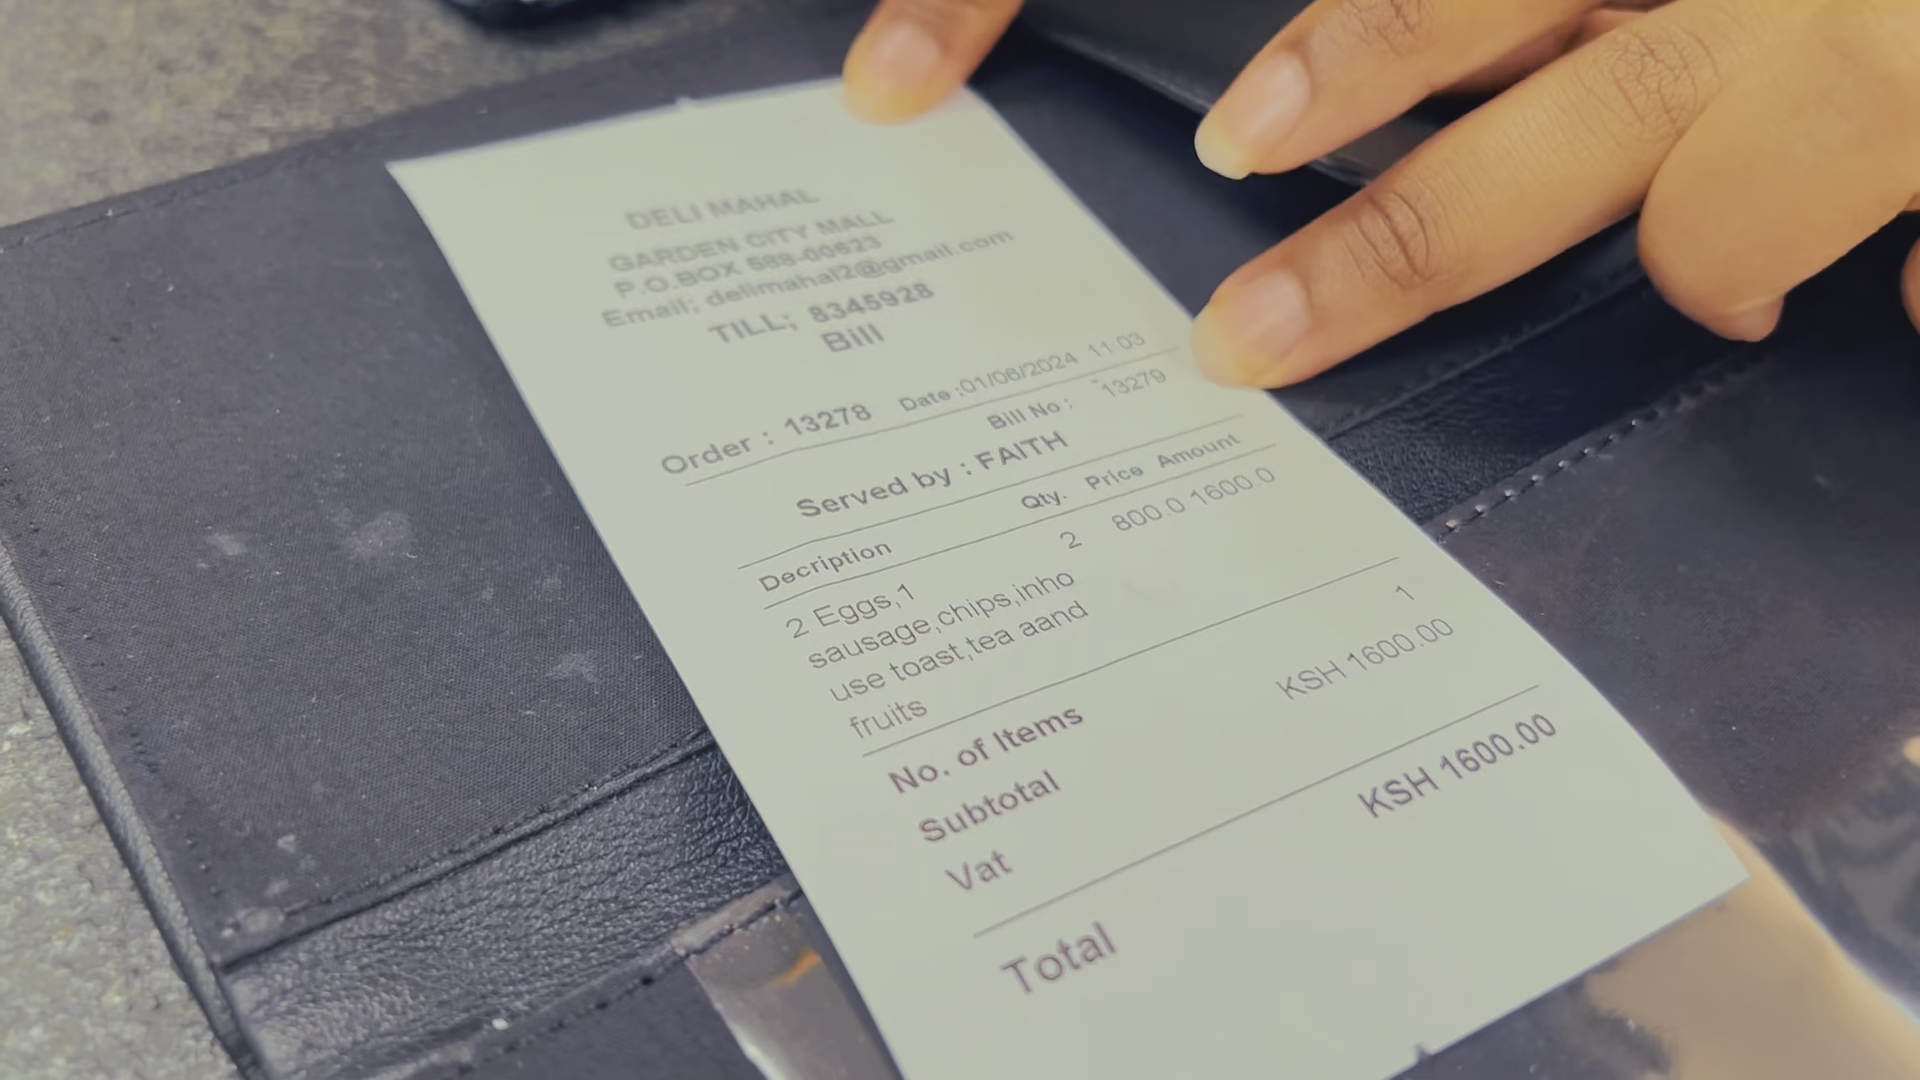 DELI MAHAL
GARDEN CITY MALL
P.O.BOX 588-00623
Email; delimahal2@gmail.com
TILL; 8345928
Bill
Order : 13278 Date :01/06/2024 11:03
Bill No : 13279
Served by : FAITH
Decription Qty. Price Amount
2 Eggs,1 2 800.0 1600.0
sausage,chips,inho
use toast,tea aand
fruits
No. of Items 1
Subtotal KSH 1600.00
Vat
Total KSH 1600.00